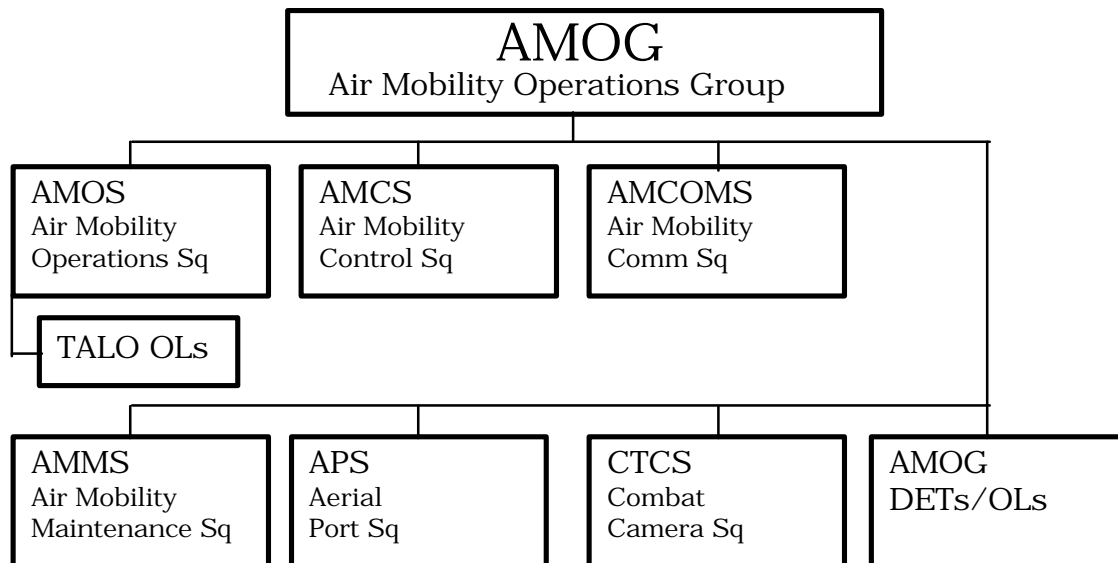 AMOG
Air Mobility Operations Group
AMOS
Air Mobility
Operations Sq
AMCS
Air Mobility
Control Sq
AMCOMS
Air Mobility
Comm Sq
TALO OLs
AMMS
Air Mobility
Maintenance Sq
APS
Aerial
Port Sq
CTCS
Combat
Camera Sq
AMOG
DETs/OLs